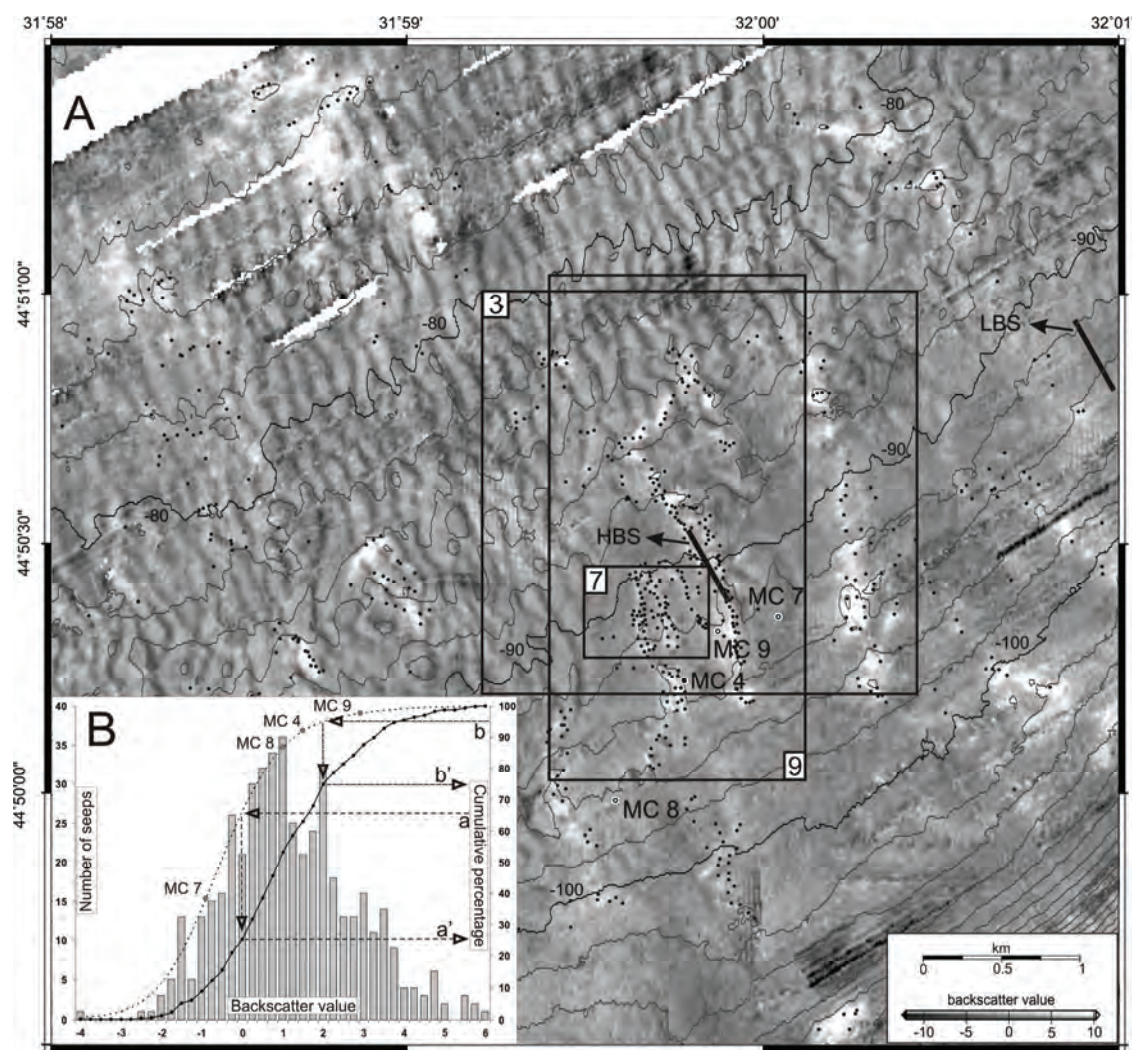 31°58'
31°59'
32°00'
32°01'
A
-80
-90
44°51'00"
3
LBS
-80
-90
-80
44°50'30"
HBS
7
MC 7
MC 9
-90
-100
MC 4
B
40
35
30
25
20
15
10
5
0
Number of seeps
MC 9
MC 4
MC 8
MC 7
b
b'
a
a'
100
90
80
70
60
50
40
30
20
10
0
Cumulative percentage
Backscatter value
-4 -3 -2 -1 0 1 2 3 4 5 6
9
44°50'00"
MC 8
-100
km
0 0.5 1
backscatter value
-10 -5 0 5 10